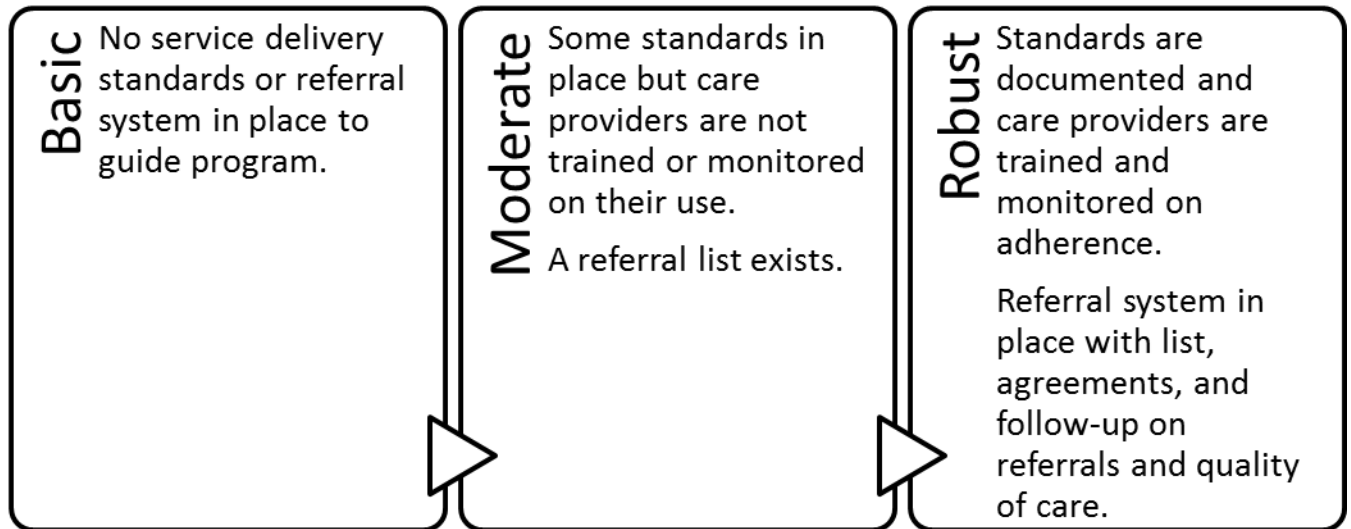 Basic
No service delivery
standards or referral
system in place to
guide program.
Moderate
Some standards in
place but care
providers are not
trained or monitored
on their use.
A referral list exists.
Robust
Standards are
documented and
care providers are
trained and
monitored on
adherence.
Referral system in
place with list,
agreements, and
follow-up on
referrals and quality
of care.